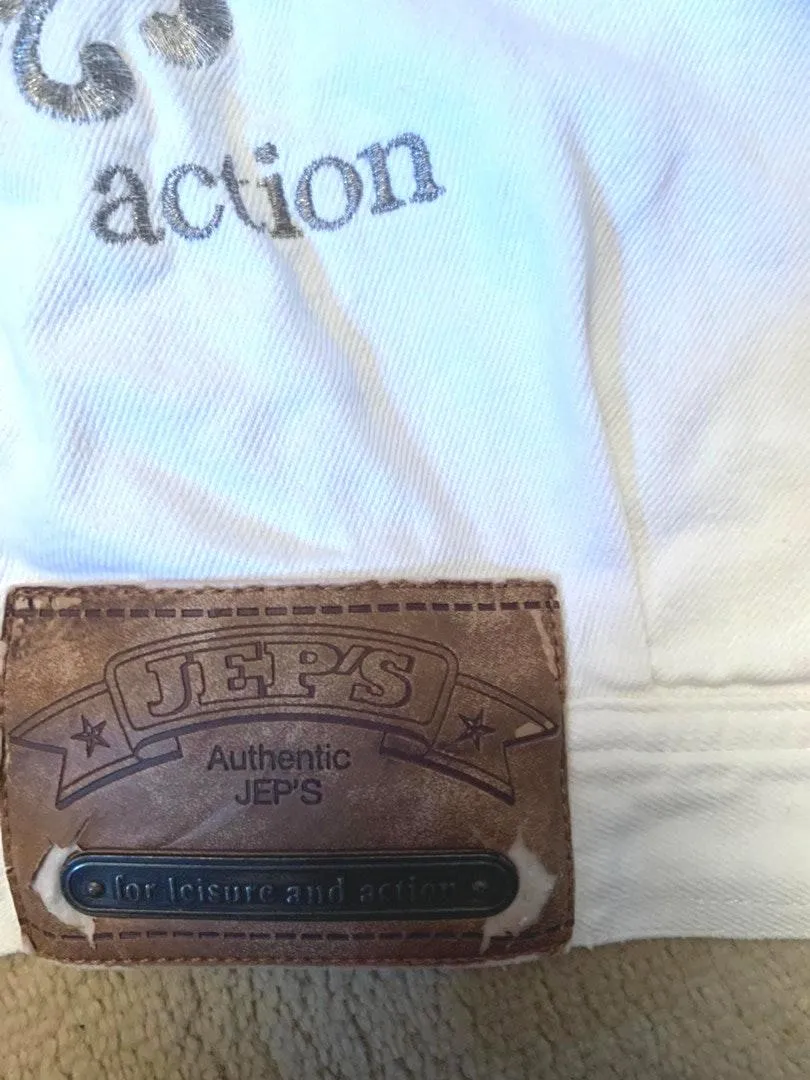 action
JEP'S
Authentic
JEP'S
for leisure and action